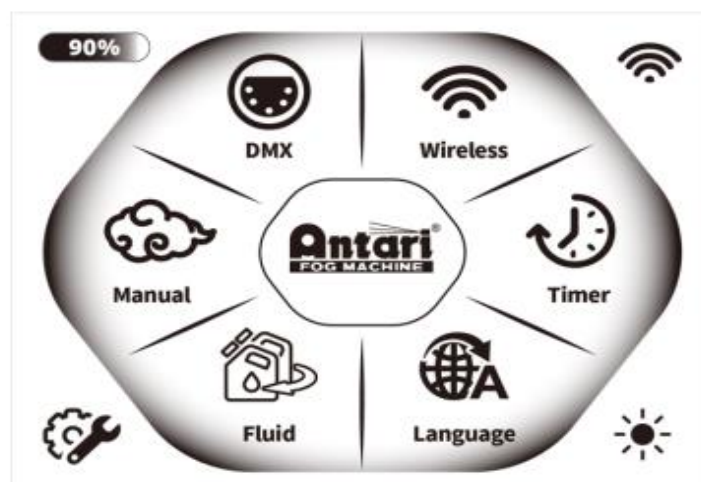 90%
DMX
Wireless
Manual
Antari®
FOG MACHINE
Timer
Fluid
A
Language